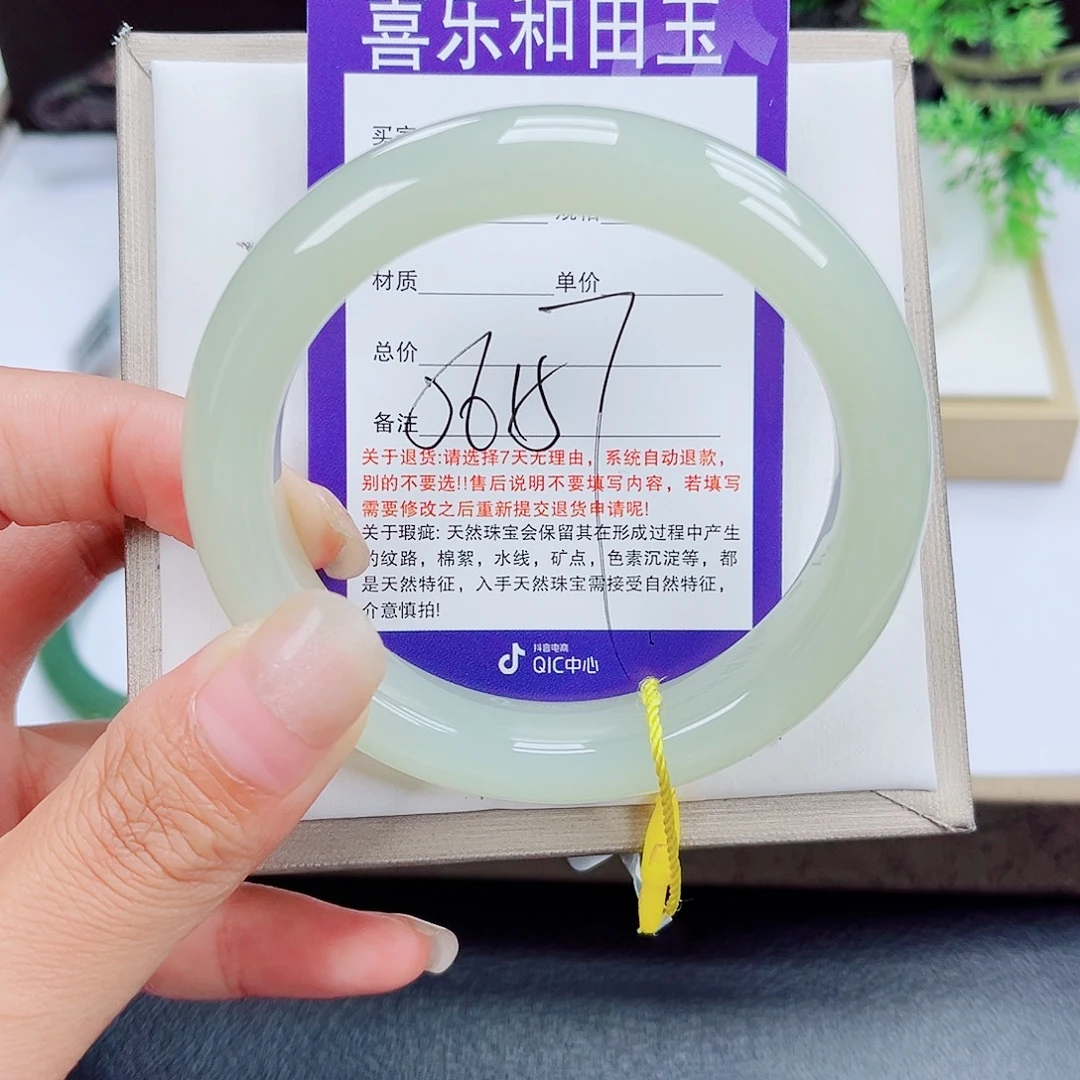 喜乐和田玉
买家
规格
材质 单价
总价
备注
关于退货:请选择7天无理由，系统自动退款，
别的不要选!!售后说明不要填写内容，若填写
需要修改之后重新提交退货申请呢!
关于瑕疵: 天然珠宝会保留其在形成过程中产生
的纹路，棉絮，水线，矿点，色素沉淀等，都
是天然特征，入手天然珠宝需接受自然特征，
介意慎拍!
抖音电商
QIC中心